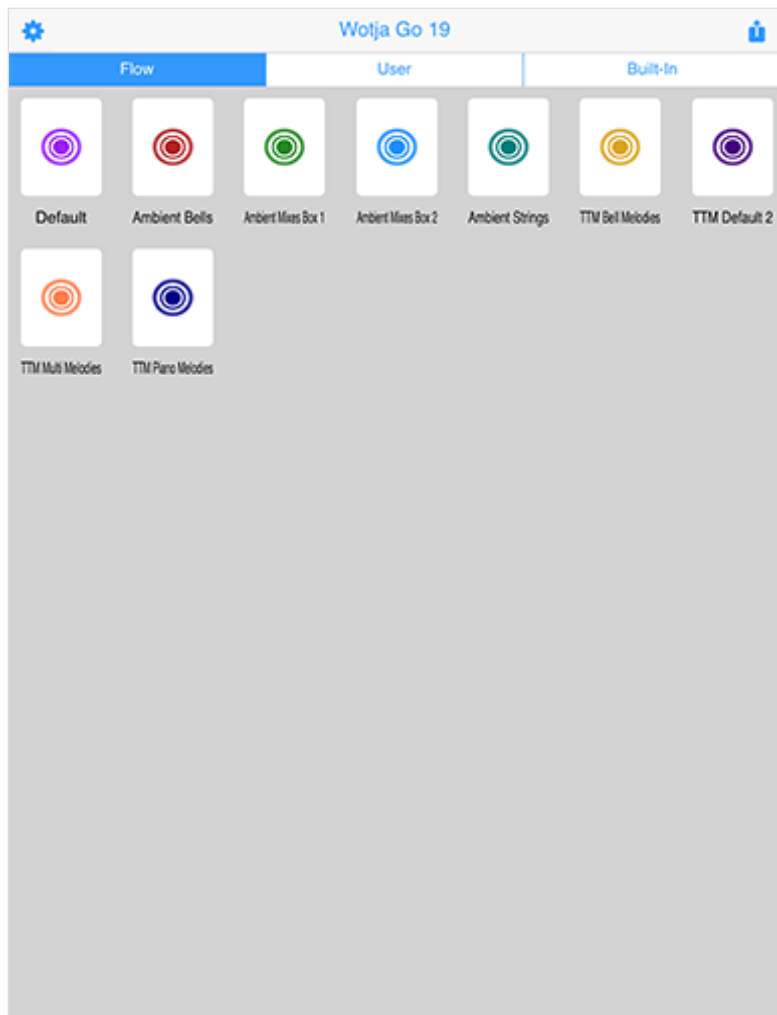 Wotja Go 19
Flow User Built-In
Default Ambient Bells Ambient Mixes Box 1 Ambient Mixes Box 2 Ambient Strings TTM Bell Melodies TTM Default 2
TTM Multi Melodies TTM Piano Melodies